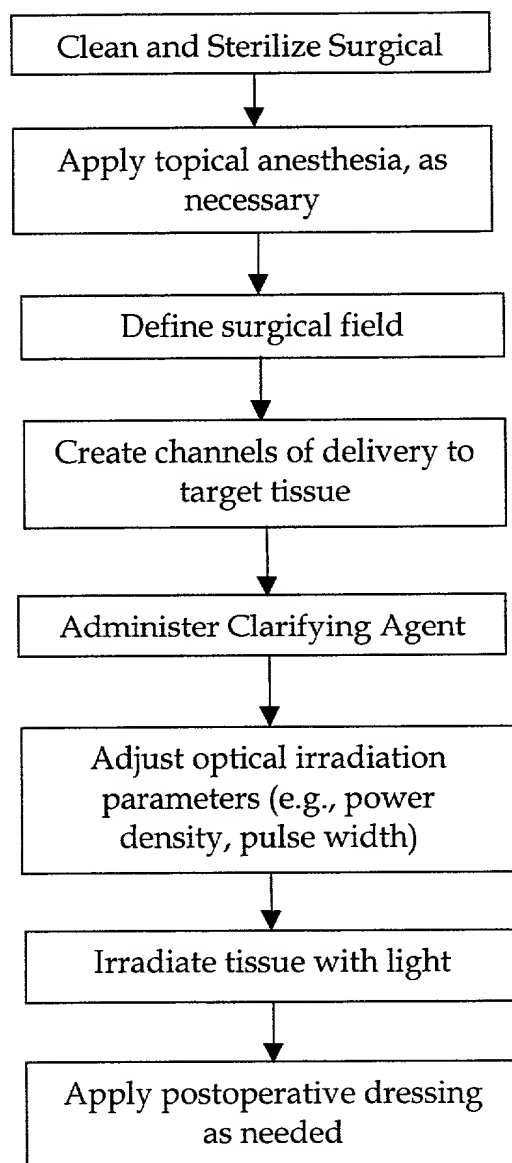 Clean and Sterilize Surgical
Apply topical anesthesia, as
necessary
Define surgical field
Create channels of delivery to
target tissue
Administer Clarifying Agent
Adjust optical irradiation
parameters (e.g., power
density, pulse width)
Irradiate tissue with light
Apply postoperative dressing
as needed